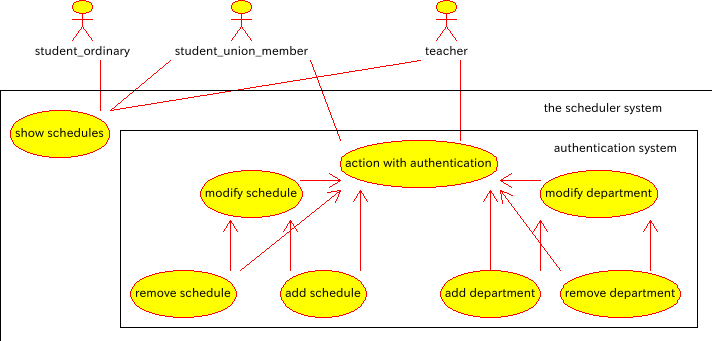 student_ordinary
student_union_member
teacher
the scheduler system
show schedules
authentication system
action with authentication
modify schedule
modify department
remove schedule
add schedule
add department
remove department